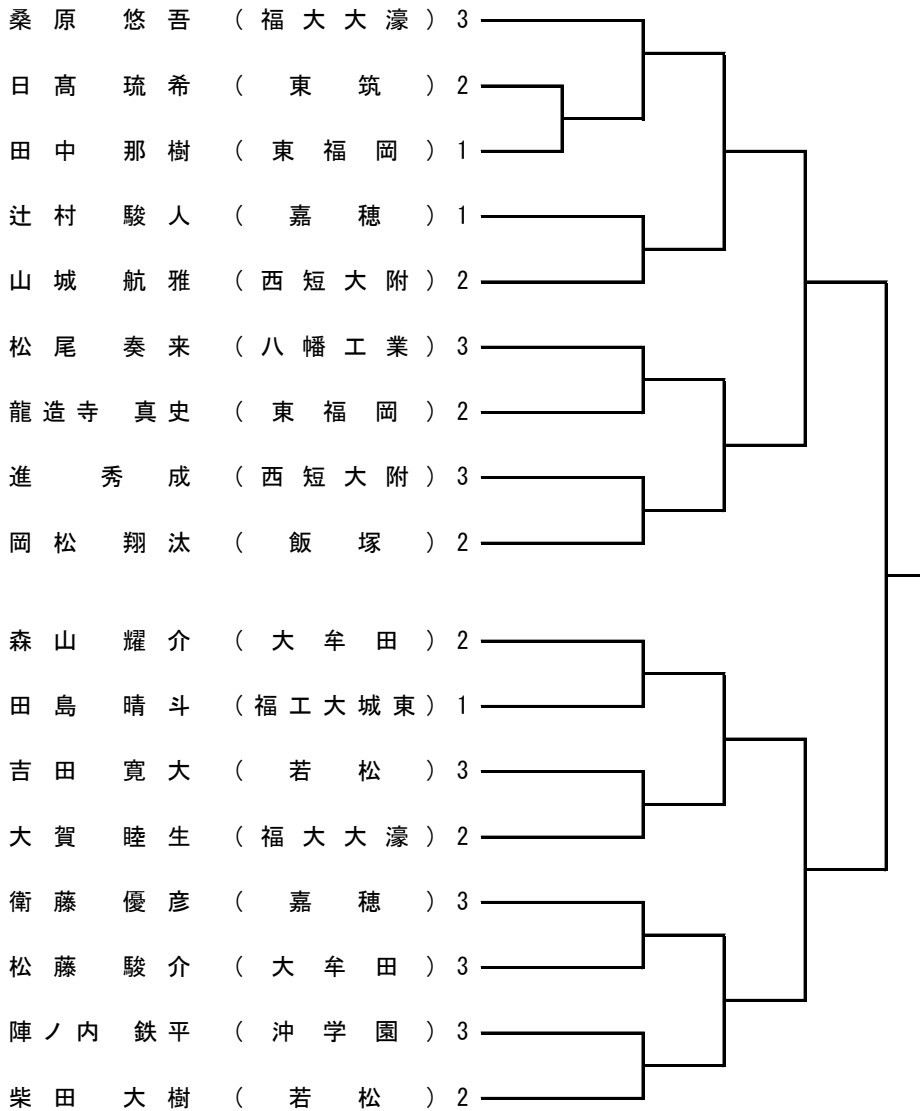 桑原 悠吾 (福大大濠) 3
日髙 琉希 (東筑) 2
田中 那樹 (東福岡) 1
辻村 駿人 (嘉穂) 1
山城 航雅 (西短大附) 2
松尾 奏来 (八幡工業) 3
龍造寺 真史 (東福岡) 2
進 秀成 (西短大附) 3
岡松 翔汰 (飯塚) 2
森山 耀介 (大牟田) 2
田島 晴斗 (福工大城東) 1
吉田 寛大 (若松) 3
大賀 睦生 (福大大濠) 2
衛藤 優彦 (嘉穂) 3
松藤 駿介 (大牟田) 3
陣ノ内 鉄平 (沖学園) 3
柴田 大樹 (若松) 2